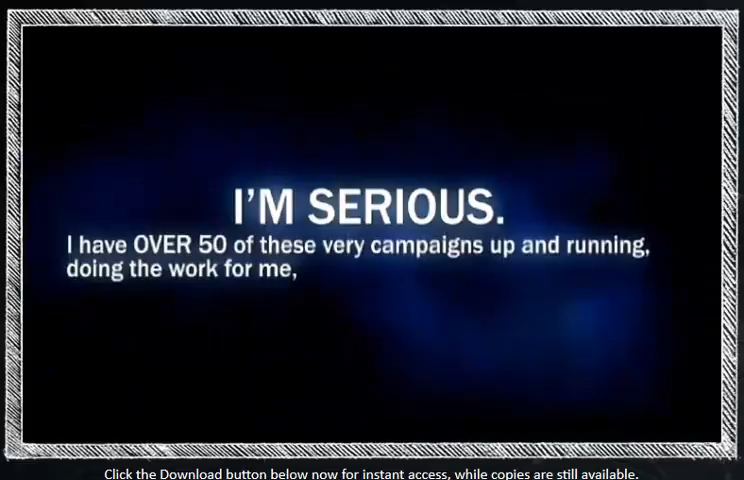 I'M SERIOUS.
I have OVER 50 of these very campaigns up and running,
doing the work for me,
Click the Download button below now for instant access, while copies are still available.